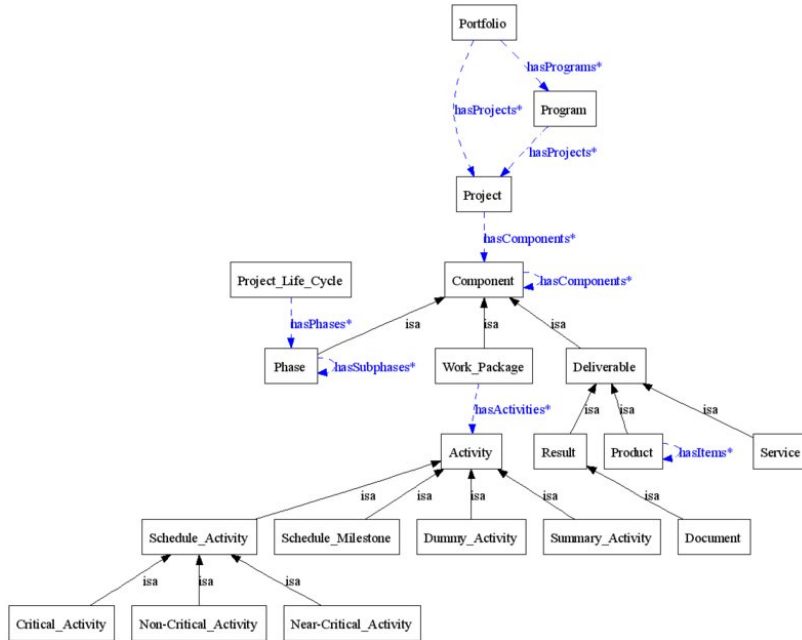 Portfolio
hasPrograms*
hasProjects*
Program
hasProjects*
Project
hasComponents*
Project_Life_Cycle
Component
hasComponents*
hasPhases*
isa
isa
isa
Phase
hasSubphases*
Work_Package
Deliverable
hasActivities*
isa
isa
isa
Activity
Result
Product
hasItems*
Service
isa
isa
isa
isa
isa
Schedule_Activity
Schedule_Milestone
Dummy_Activity
Summary_Activity
Document
isa
isa
isa
Critical_Activity
Non-Critical_Activity
Near-Critical_Activity